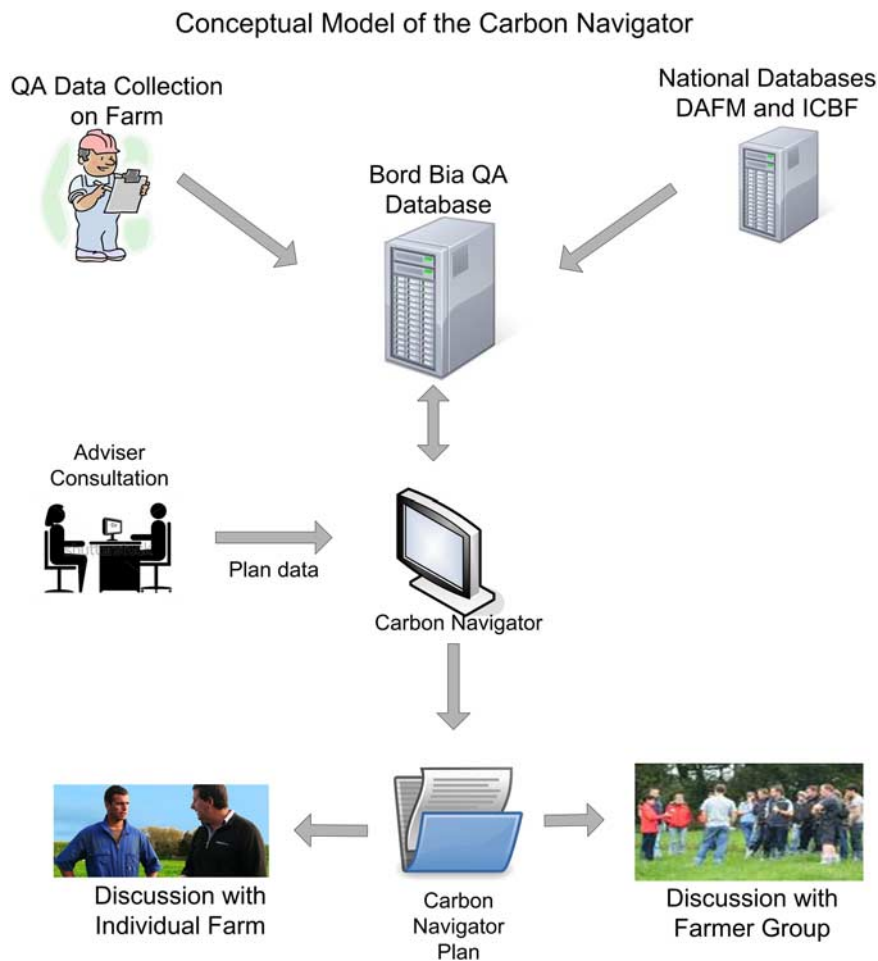 Conceptual Model of the Carbon Navigator
QA Data Collection
on Farm
National Databases
DAFM and ICBF
Bord Bia QA
Database
Adviser
Consultation
Plan data
Carbon Navigator
Discussion with
Individual Farm
Carbon
Navigator
Plan
Discussion with
Farmer Group